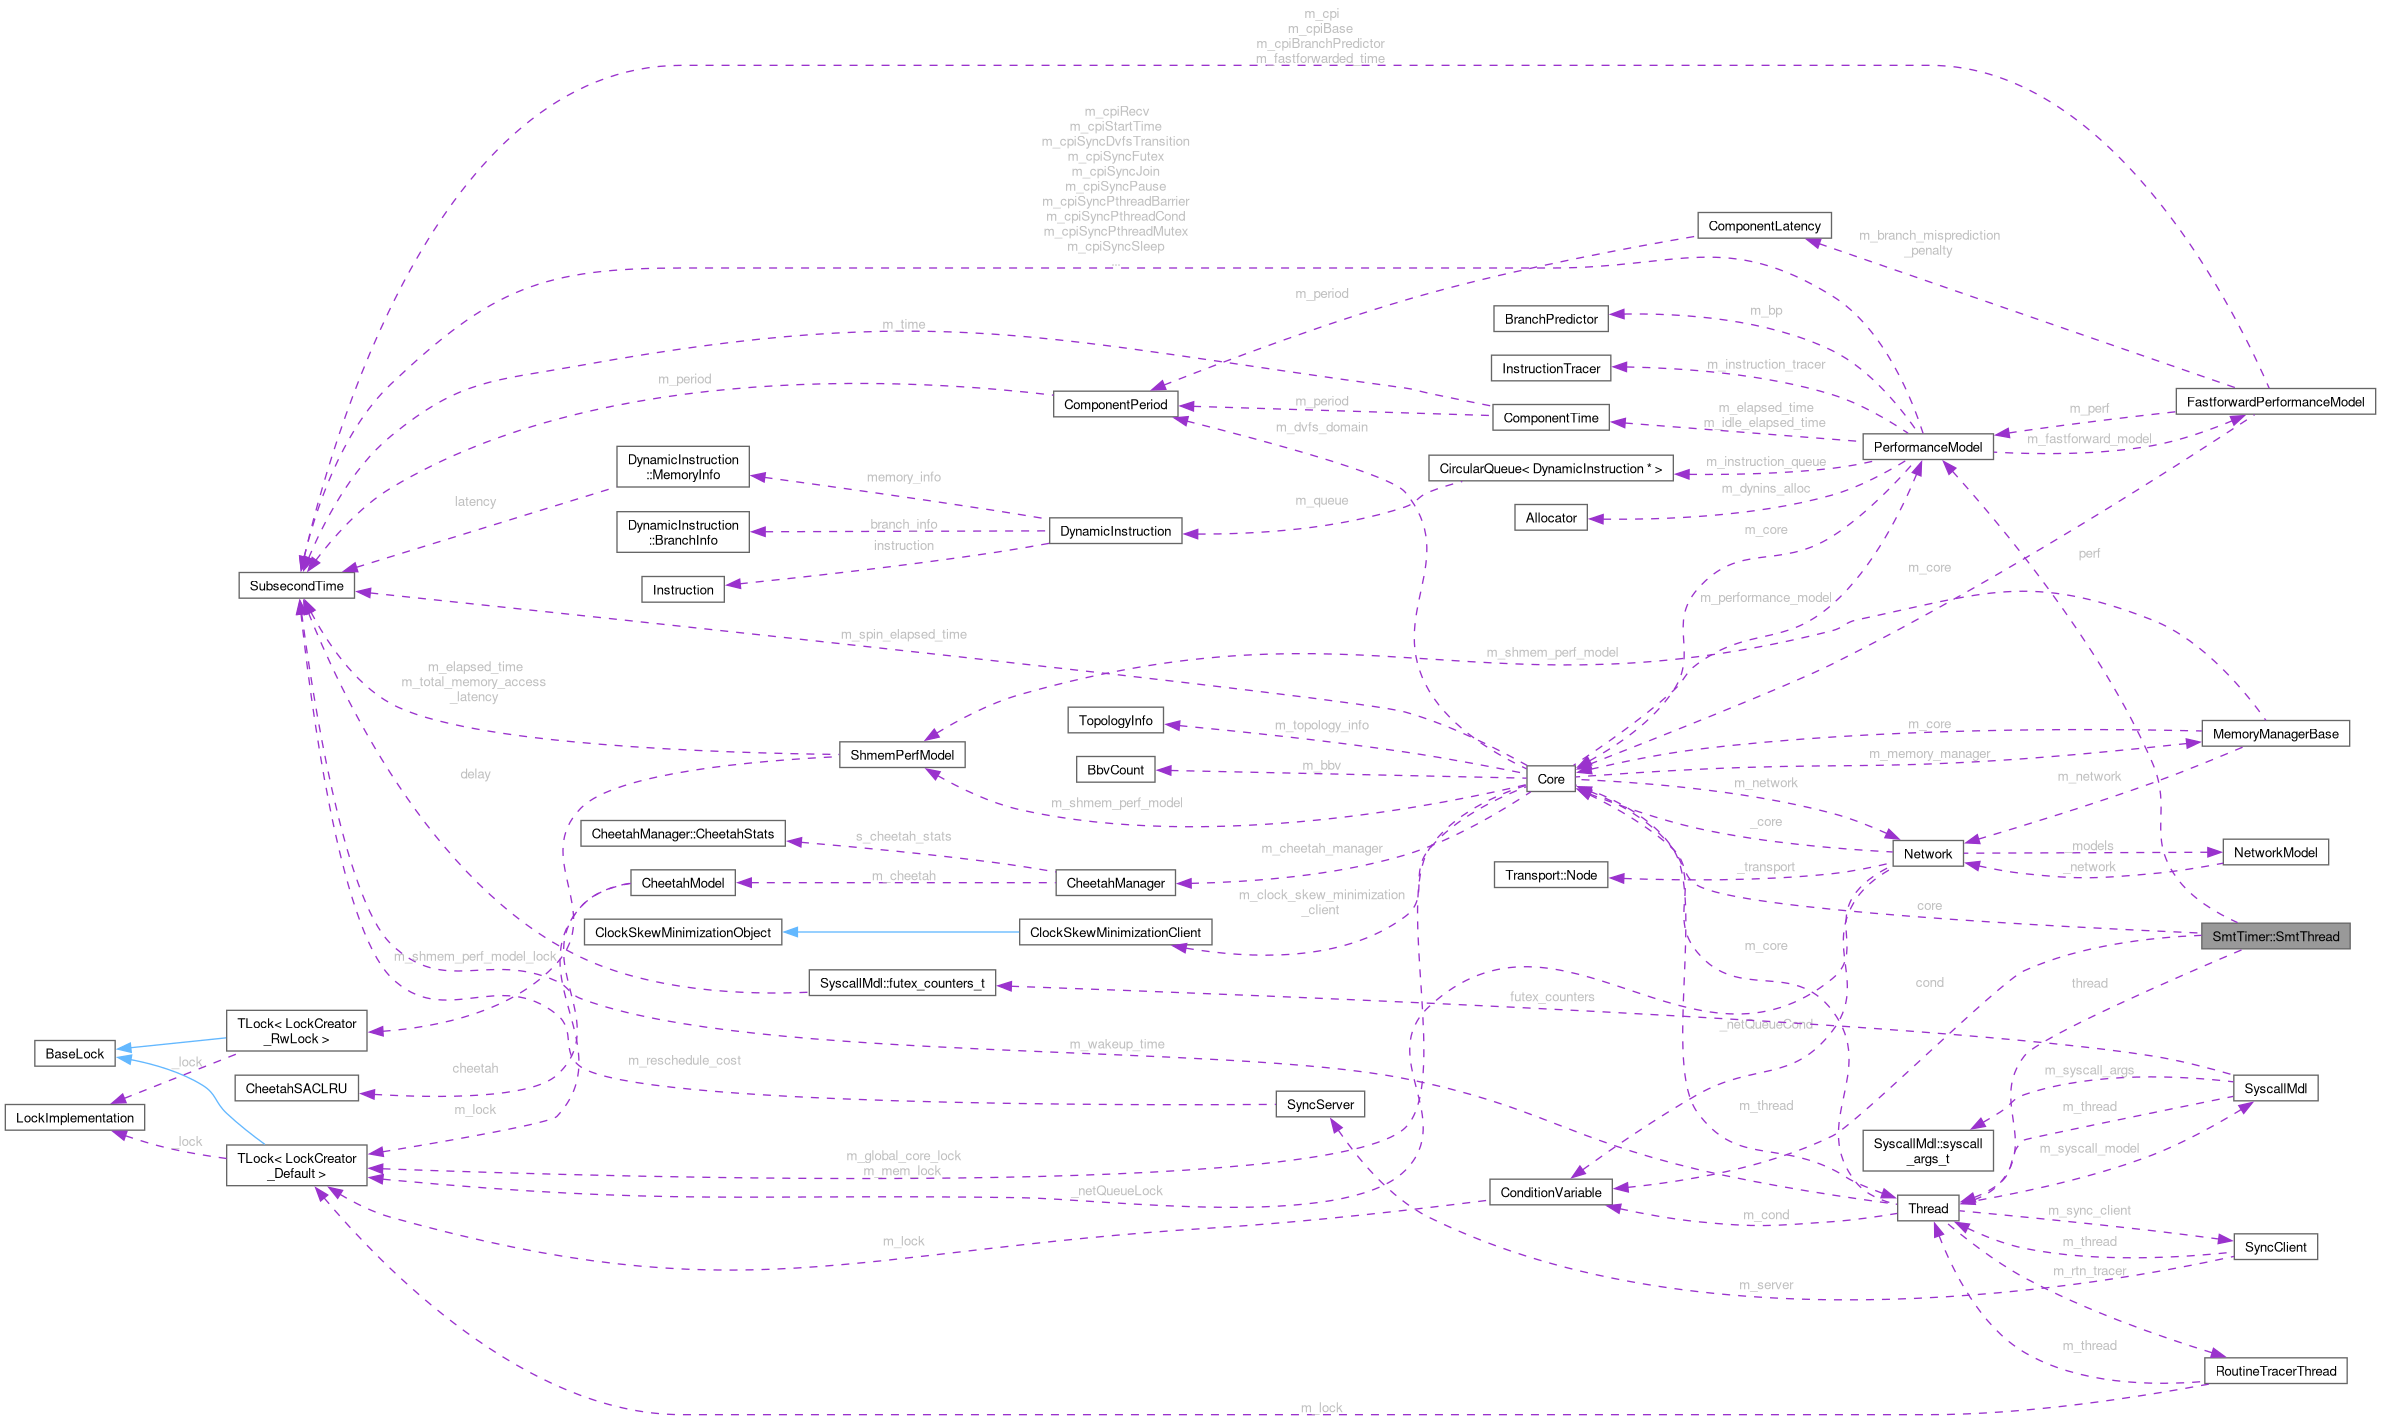 m_cpi
m_cpiBase
m_cpiBranchPredictor
m_fastforwarded_time
m_cpiRecv
m_cpiStartTime
m_cpiSyncDvfsTransition
m_cpiSyncFutex
m_cpiSyncJoin
m_cpiSyncPause
m_cpiSyncPthreadBarrier
m_cpiSyncPthreadCond
m_cpiSyncPthreadMutex
m_cpiSyncSleep
...
ComponentLatency
m_branch_misprediction
_penalty
m_period
m_time
BranchPredictor
m_bp
InstructionTracer
m_instruction_tracer
m_period
ComponentPeriod
m_period
ComponentTime
m_elapsed_time
m_idle_elapsed_time
m_perf
FastforwardPerformanceModel
m_dvfs_domain
PerformanceModel
m_fastforward_model
DynamicInstruction
::MemoryInfo
memory_info
CircularQueue< DynamicInstruction * >
m_instruction_queue
m_dynins_alloc
latency
m_queue
Allocator
DynamicInstruction
::BranchInfo
branch_info
DynamicInstruction
m_core
instruction
perf
m_core
SubsecondTime
Instruction
m_performance_model
m_spin_elapsed_time
m_shmem_perf_model
m_elapsed_time
m_total_memory_access
_latency
TopologyInfo
m_topology_info
m_core
MemoryManagerBase
ShmemPerfModel
m_memory_manager
BbvCount
m_bbv
Core
m_network
m_network
delay
m_shmem_perf_model
_core
CheetahManager::CheetahStats
s_cheetah_stats
m_cheetah_manager
Network
models
NetworkModel
_transport
_network
CheetahModel
m_cheetah
CheetahManager
Transport::Node
m_clock_skew_minimization
_client
core
ClockSkewMinimizationObject
ClockSkewMinimizationClient
SmtTimer::SmtThread
m_core
m_shmem_perf_model_lock
SyscallMdl::futex_counters_t
futex_counters
cond
thread
TLock< LockCreator
_RwLock >
_netQueueCond
BaseLock
_lock
m_reschedule_cost
m_wakeup_time
cheetah
m_syscall_args
CheetahSACLRU
SyscallMdl
LockImplementation
m_lock
SyncServer
m_thread
m_thread
_lock
SyscallMdl::syscall
_args_t
m_syscall_model
TLock< LockCreator
_Default >
m_global_core_lock
m_mem_lock
_netQueueLock
ConditionVariable
m_cond
Thread
m_sync_client
m_lock
m_thread
SyncClient
m_rtn_tracer
m_server
m_thread
RoutineTracerThread
m_lock